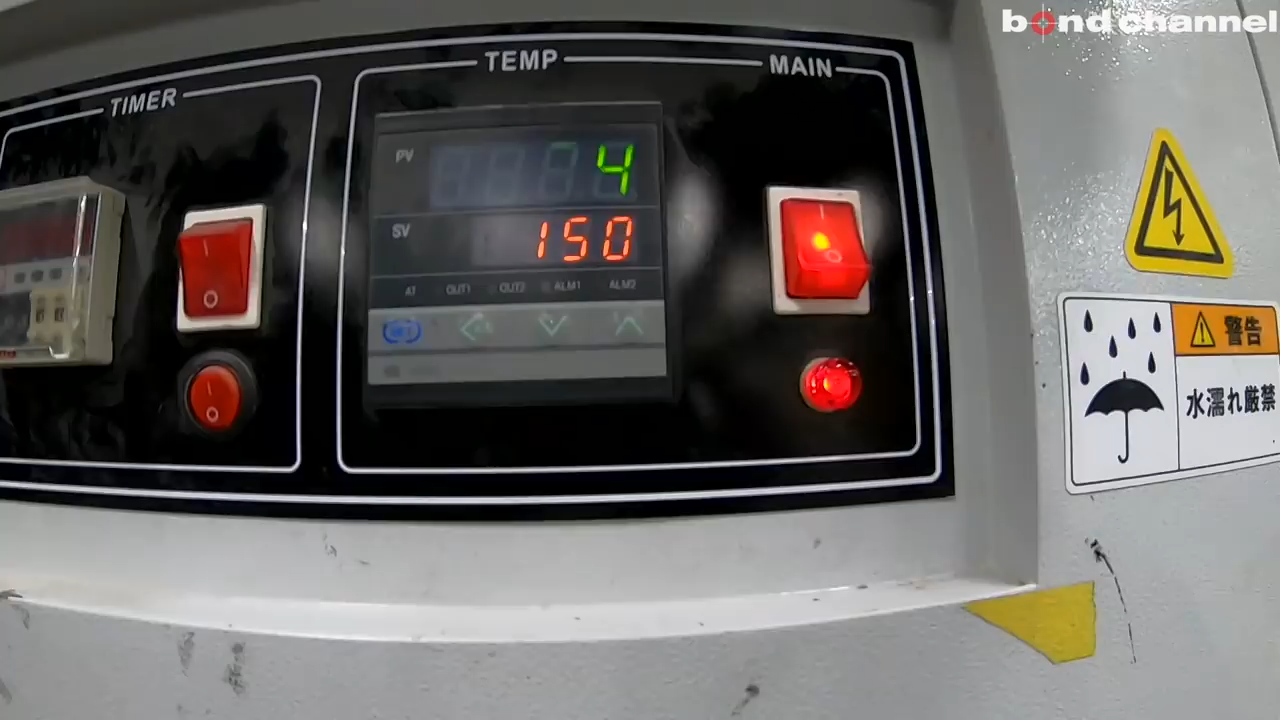 bond channel
TIMER
TEMP
MAIN
PV
4
SV
150
AT OUT1 OUT2 ALM1 ALM2
警告
水濡れ厳禁